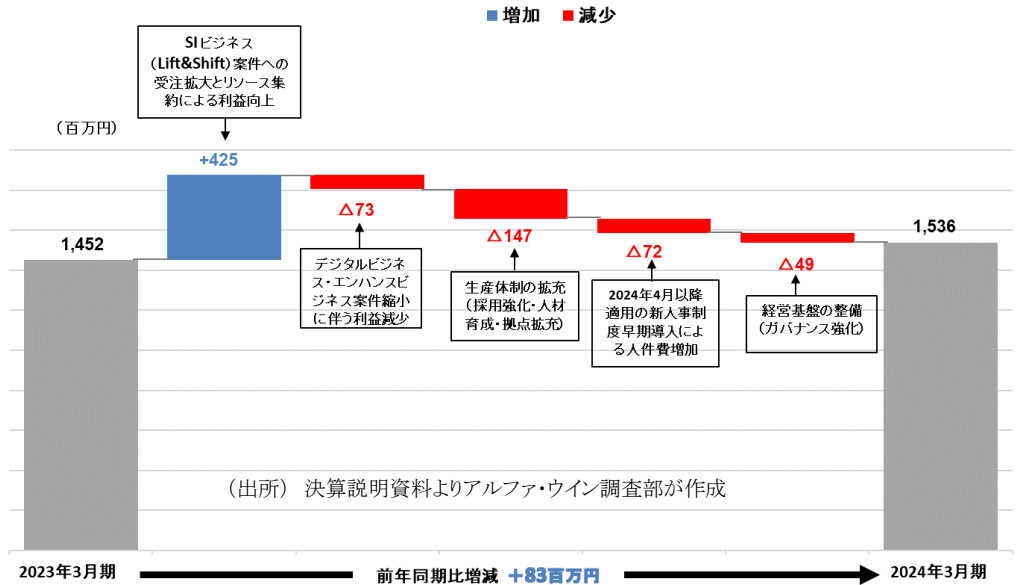 増加 減少
SIビジネス
（Lift&Shift）案件への
受注拡大とリソース集
約による利益向上
（百万円）
+425
1,452
△73
デジタルビジネ
ス・エンハンスビ
ジネス案件縮小
に伴う利益減少
△147
生産体制の拡充
（採用強化・人材
育成・拠点拡充）
△72
2024年4月以降
適用の新人事制
度早期導入によ
る人件費増加
△49
経営基盤の整備
（ガバナンス強化）
1,536
（出所） 決算説明資料よりアルファ・ウイン調査部が作成
2023年3月期
前年同期比増減 +83百万円
2024年3月期